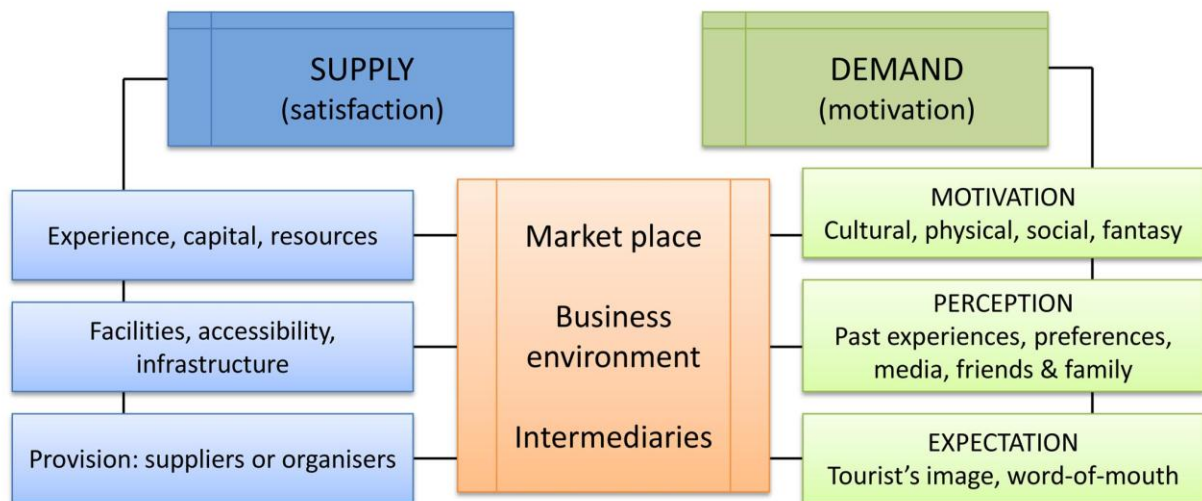 SUPPLY
(satisfaction)
DEMAND
(motivation)
Experience, capital, resources
Facilities, accessibility,
infrastructure
Provision: suppliers or organisers
Market place
Business
environment
Intermediaries
MOTIVATION
Cultural, physical, social, fantasy
PERCEPTION
Past experiences, preferences,
media, friends & family
EXPECTATION
Tourist’s image, word-of-mouth